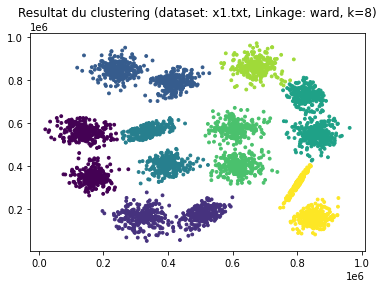 Resultat du clustering (dataset: x1.txt, Linkage: ward, k=8)
1e6
1.0
0.8
0.6
0.4
0.2
0.0 0.2 0.4 0.6 0.8 1.0
1e6